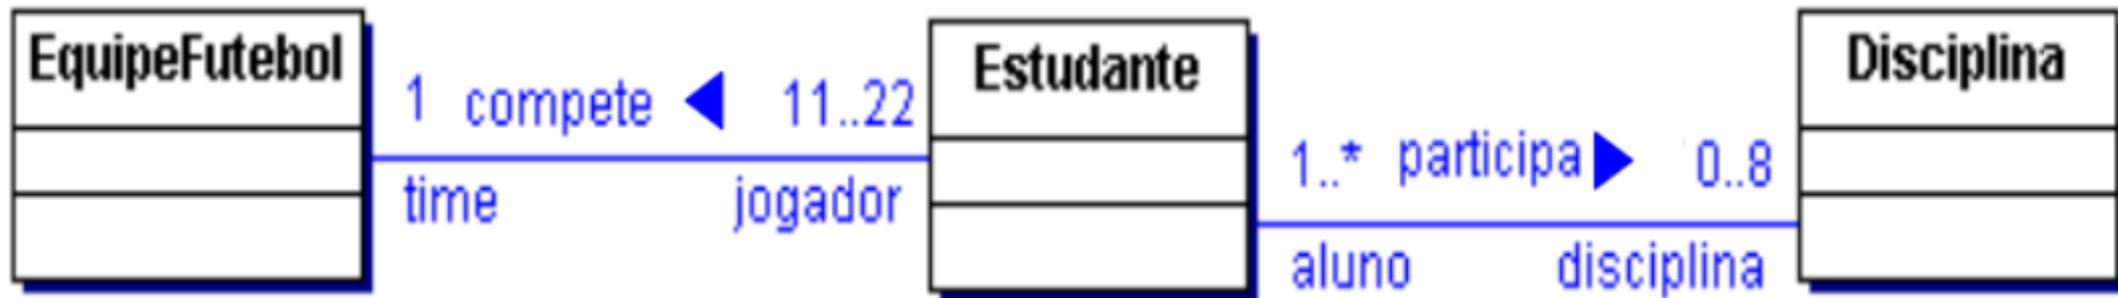 EquipeFutebol
1 compete 11..22
time jogador
Estudante
1..* participa 0..8
aluno disciplina
Disciplina